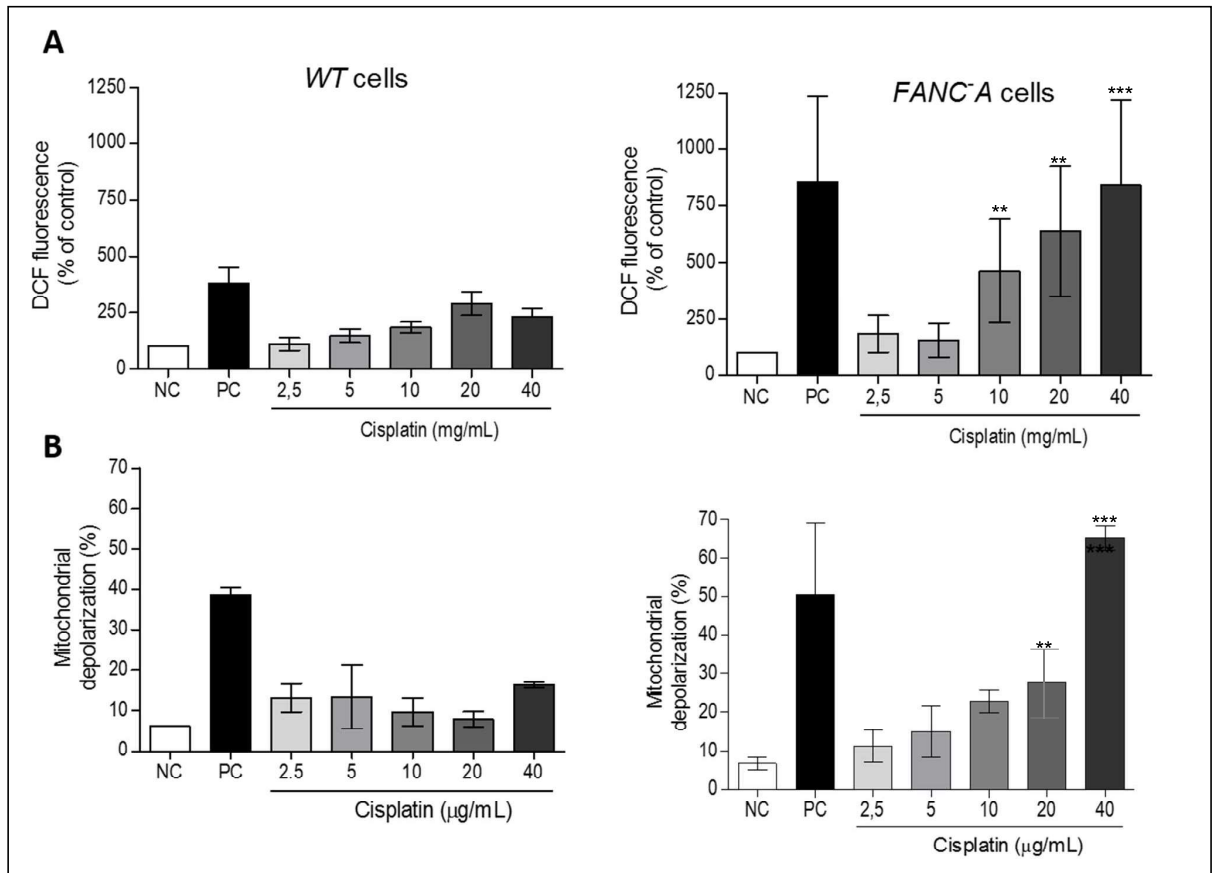 A
WT cells
1250
1000
750
500
250
0
DCF fluorescence
(% of control)
NC PC 2,5 5 10 20 40
Cisplatin (mg/mL)
FANC-A cells
1250
1000
750
500
250
0
DCF fluorescence
(% of control)
** ** ***
NC PC 2,5 5 10 20 40
Cisplatin (mg/mL)
B
70
60
50
40
30
20
10
0
Mitochondrial
depolarization (%)
NC PC 2.5 5 10 20 40
Cisplatin (μg/mL)
70
60
50
40
30
20
10
0
Mitochondrial
depolarization (%)
** ***
***
NC PC 2,5 5 10 20 40
Cisplatin (μg/mL)